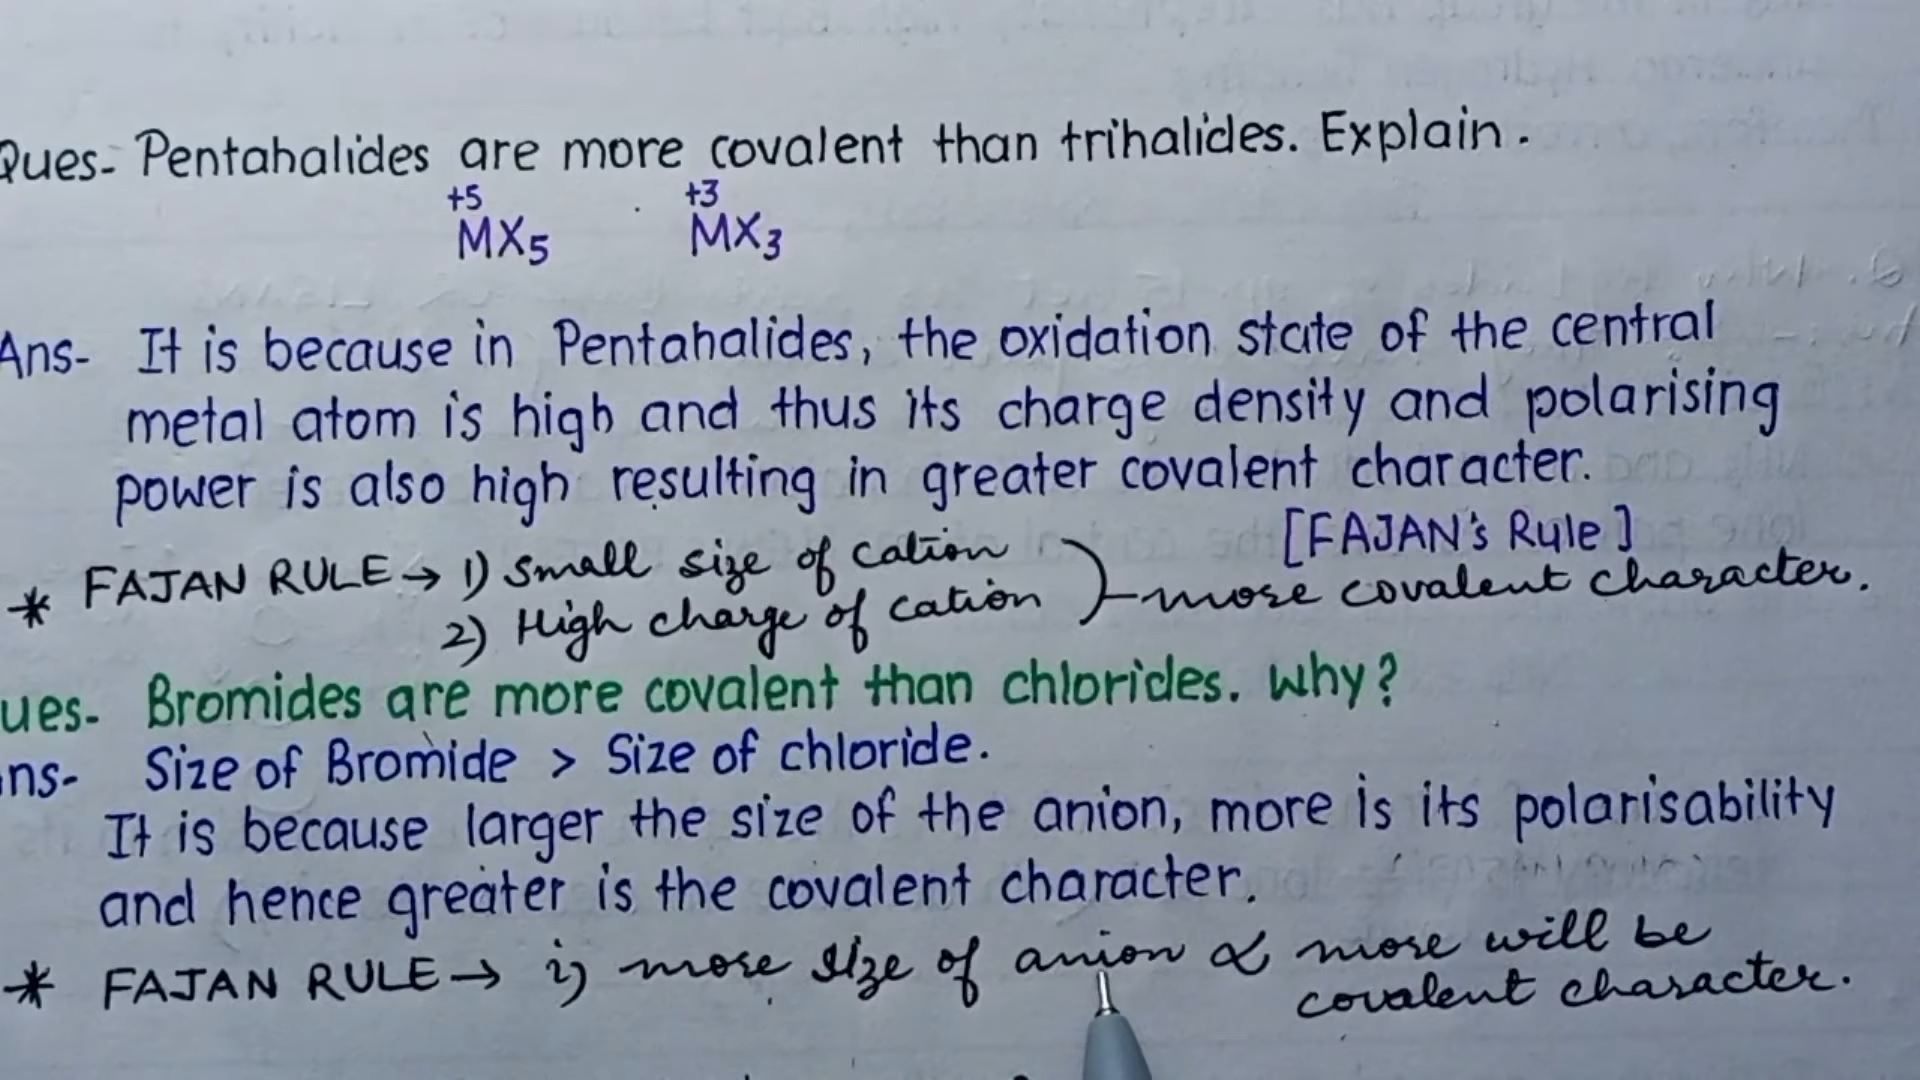 Ques- Pentahalides are more covalent than trihalides. Explain.
+5 +3
MX5 MX3
Ans- It is because in Pentahalides, the oxidation state of the central
metal atom is high and thus its charge density and polarising
power is also high resulting in greater covalent character.
[FAJAN's Rule]
* FAJAN RULE → 1) Small size of cation
2) High charge of cation } more covalent character.
ues- Bromides are more covalent than chlorides. Why?
ns- Size of Bromide > Size of chloride.
It is because larger the size of the anion, more is its polarisability
and hence greater is the covalent character.
* FAJAN RULE → i) more size of anion ∝ more will be
covalent character.